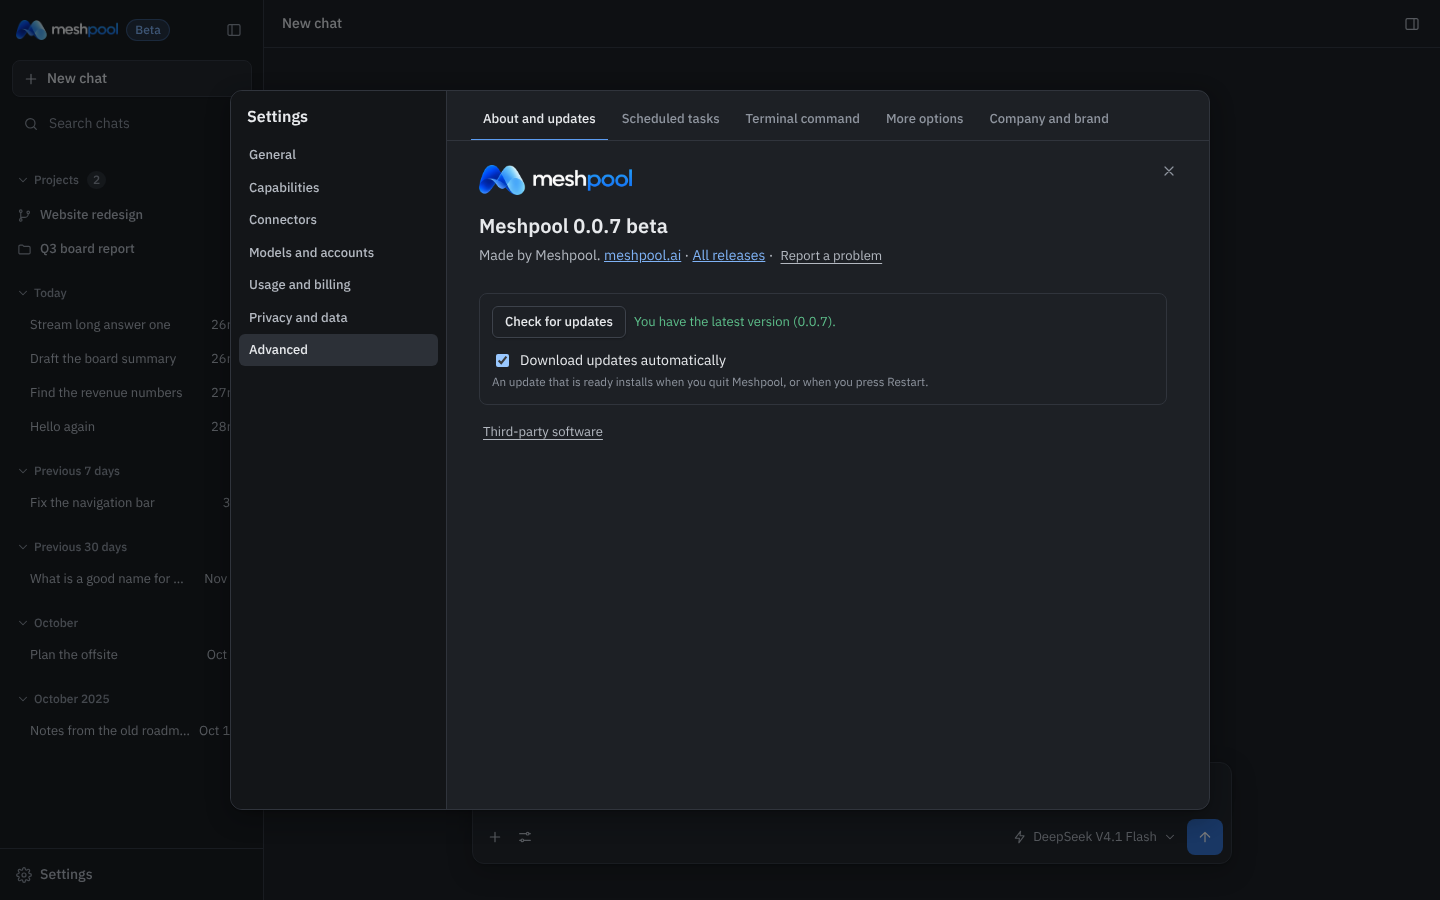 meshpool Beta
New chat
New chat
Search chats
Projects 2
Website redesign
Q3 board report
Today
Stream long answer one
Draft the board summary
Find the revenue numbers
Hello again
Previous 7 days
Fix the navigation bar
Previous 30 days
What is a good name for ... Nov
October
Plan the offsite Oct
October 2025
Notes from the old roadm... Oct
Settings
Settings
General
Capabilities
Connectors
Models and accounts
Usage and billing
Privacy and data
Advanced
About and updates Scheduled tasks Terminal command More options Company and brand
meshpool
Meshpool 0.0.7 beta
Made by Meshpool. meshpool.ai · All releases · Report a problem
Check for updates You have the latest version (0.0.7).
Download updates automatically
An update that is ready installs when you quit Meshpool, or when you press Restart.
Third-party software
DeepSeek V4.1 Flash